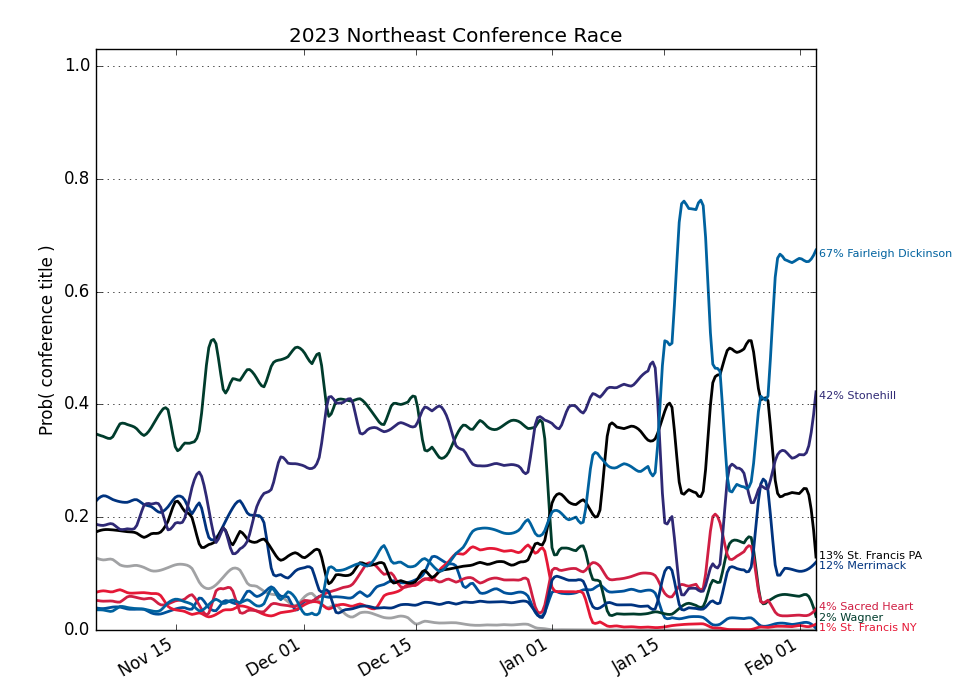 2023 Northeast Conference Race
Prob( conference title )
1.0
0.8
0.6
0.4
0.2
0.0
Nov 15
Dec 01
Dec 15
Jan 01
Jan 15
Feb 01
67% Fairleigh Dickinson
42% Stonehill
13% St. Francis PA
12% Merrimack
4% Sacred Heart
2% Wagner
1% St. Francis NY